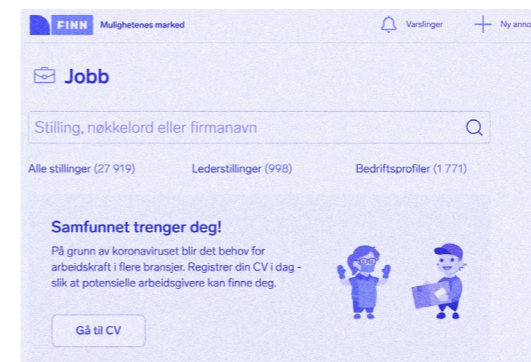 FINN Mulighetenes marked Varslinger Ny anno
Jobb
Stilling, nøkkelord eller firmanavn
Alle stillinger (27 919) Lederstillinger (998) Bedriftsprofiler (1 771)
Samfunnet trenger deg!
På grunn av koronaviruset blir det behov for
arbeidskraft i flere bransjer. Registrer din CV i dag -
slik at potensielle arbeidsgivere kan finne deg.
Gå til CV